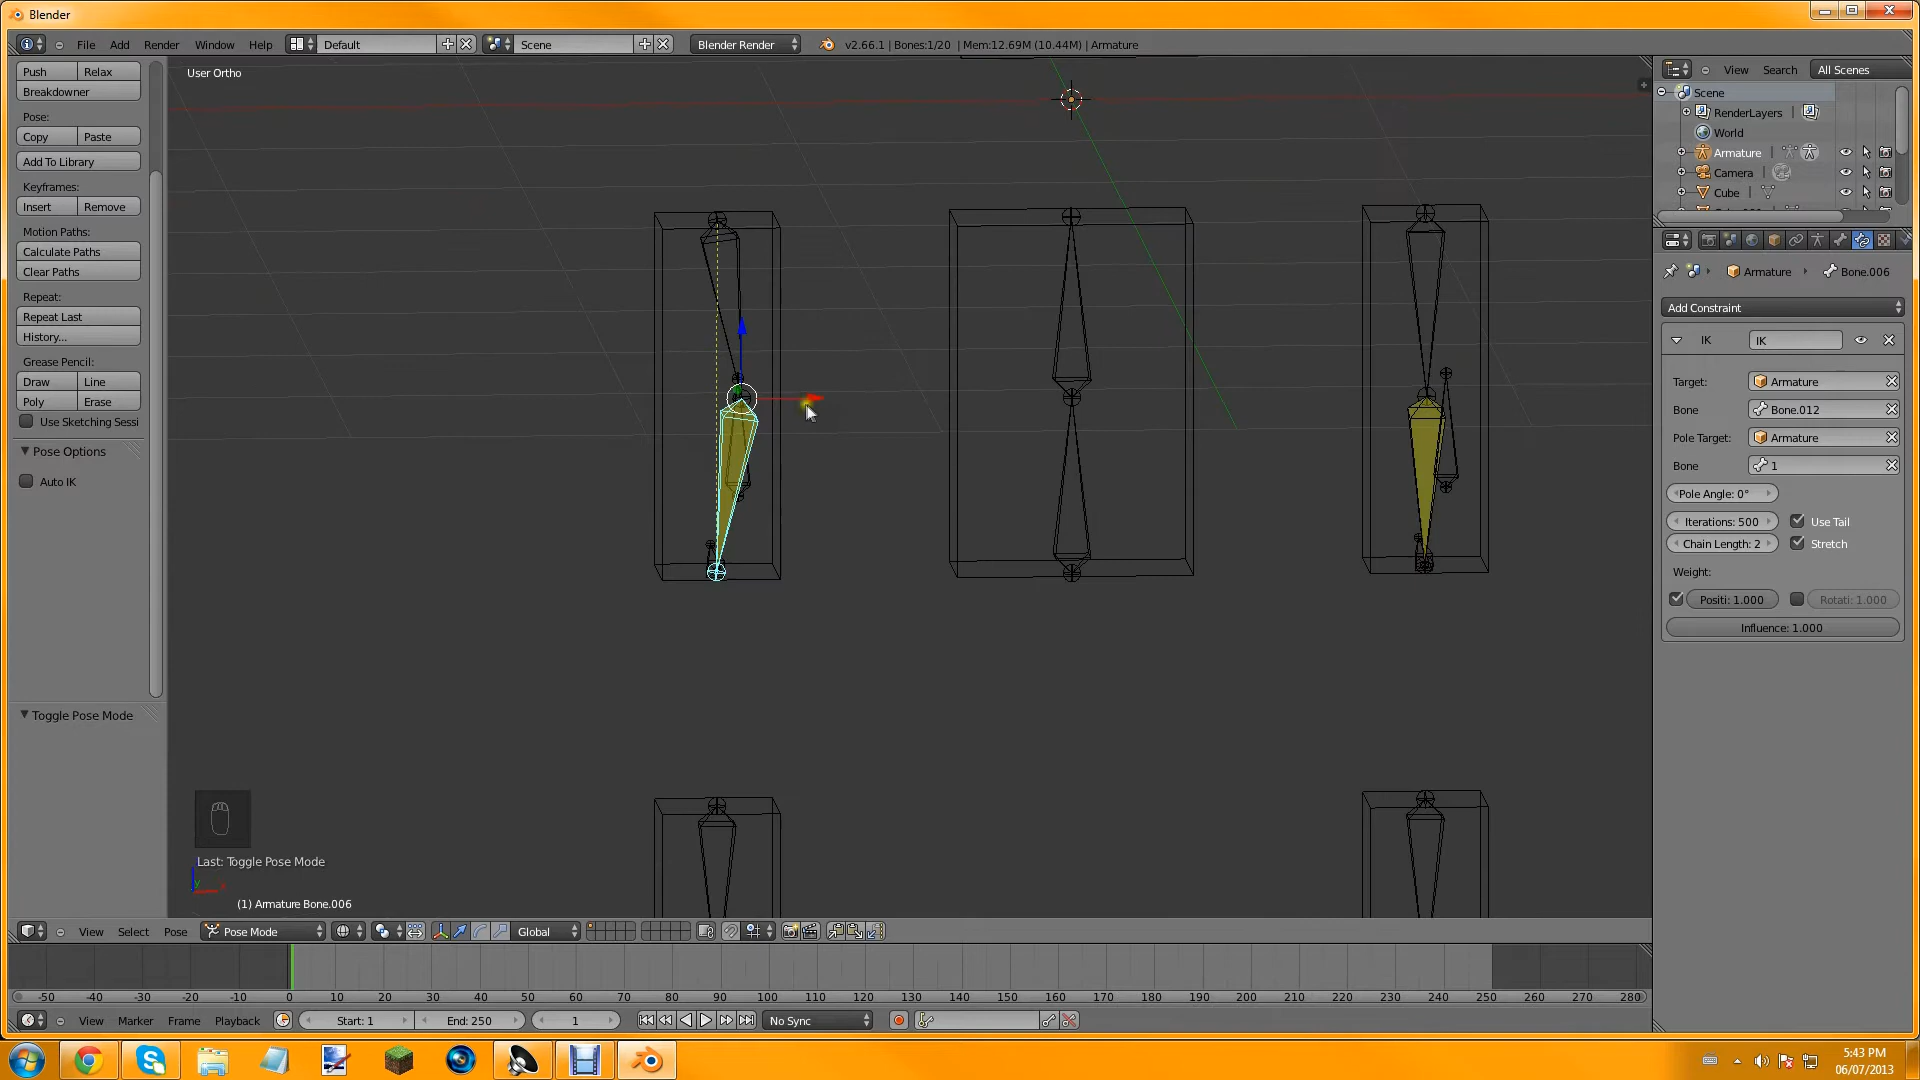 Blender
File Add Render Window Help Default Scene Blender Render v2.66.1 | Bones:1/20 | Mem:12.69M (10.44M) | Armature
Push Relax
Breakdowner
Pose:
Copy Paste
Add To Library
Keyframes:
Insert Remove
Motion Paths:
Calculate Paths
Clear Paths
Repeat:
Repeat Last
History...
Grease Pencil:
Draw Line
Poly Erase
Use Sketching Sessi
Pose Options
Auto IK
Toggle Pose Mode
User Ortho
Last: Toggle Pose Mode
(1) Armature Bone.006
View Search All Scenes
Scene
RenderLayers
World
Armature
Camera
Cube
Armature Bone.006
Add Constraint
IK IK
Target: Armature
Bone Bone.012
Pole Target: Armature
Bone 1
Pole Angle: 0°
Iterations: 500 Use Tail
Chain Length: 2 Stretch
Weight:
Positi: 1.000 Rotati: 1.000
Influence: 1.000
View Select Pose Pose Mode Global
-50 -40 -30 -20 -10 0 10 20 30 40 50 60 70 80 90 100 110 120 130 140 150 160 170 180 190 200 210 220 230 240 250 260 270 280
View Marker Frame Playback Start: 1 End: 250 1 No Sync
5:43 PM
06/07/2013